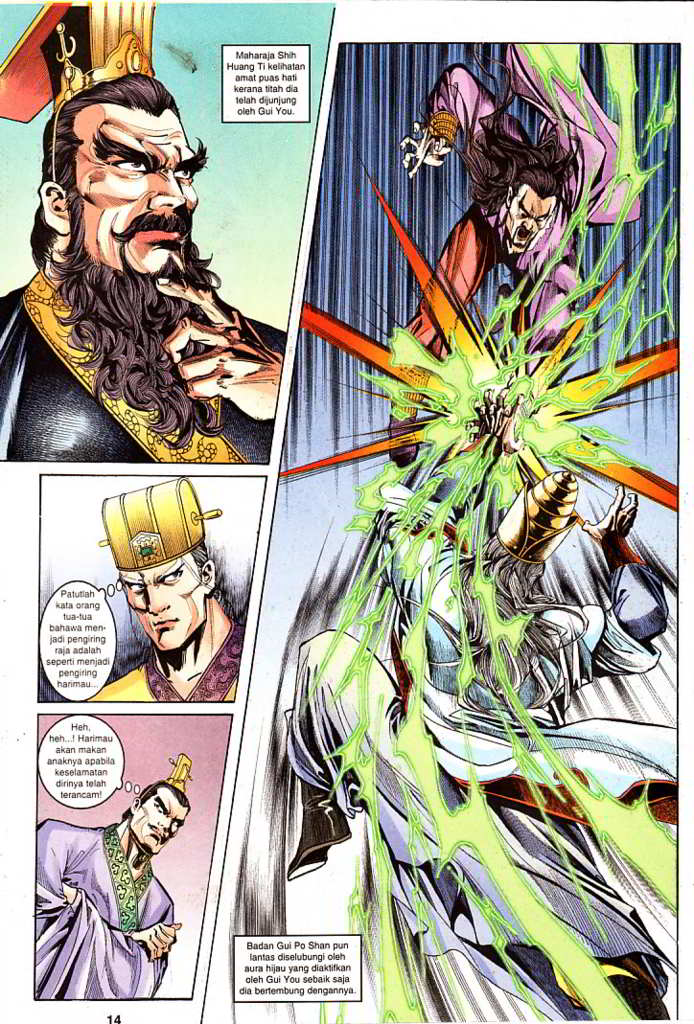 Maharaja Shih
Huang Ti kelihatan
amat puas hati
kerana titah dia
telah dijunjung
oleh Gui You.
Patutlah
kata orang
tua-tua
bahawa men-
jadi pengiring
raja adalah
seperti menjadi
pengiring
harimau...
Heh,
heh...! Harimau
akan makan
anaknya apabila
keselamatan
dirinya telah
terancam!
Badan Gui Po Shan pun
lantas diselubungi oleh
aura hijau yang diaktifkan
oleh Gui You sebaik saja
dia bertembung dengannya.
14